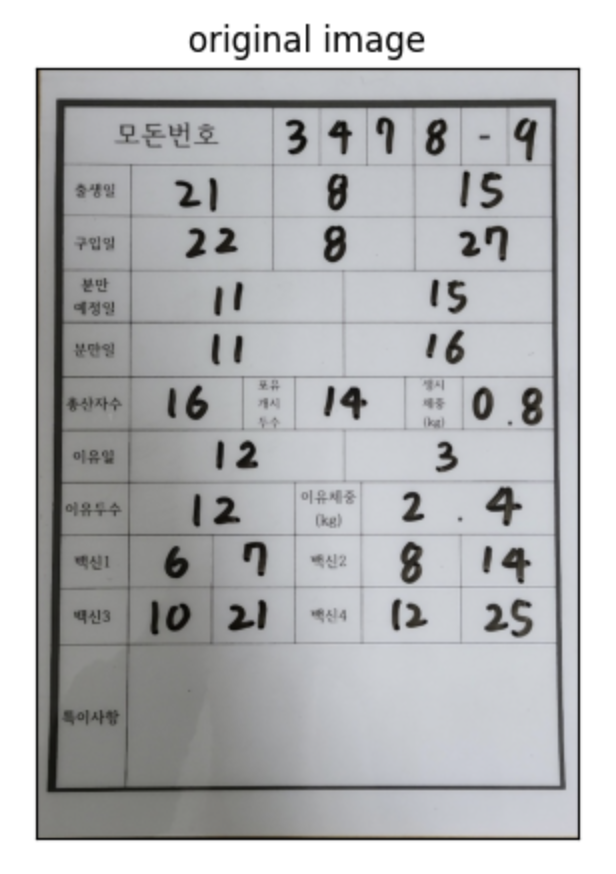 original image
모돈번호 3 4 7 8 - 9
출생일 21 8 15
구입일 22 8 27
분만
예정일 11 15
분만일 11 16
총산자수 16 포유
개시
두수 14 생시
체중
(kg) 0.8
이유일 12 3
이유두수 12 이유체중
(kg) 2.4
백신1 6 7 백신2 8 14
백신3 10 21 백신4 12 25
특이사항